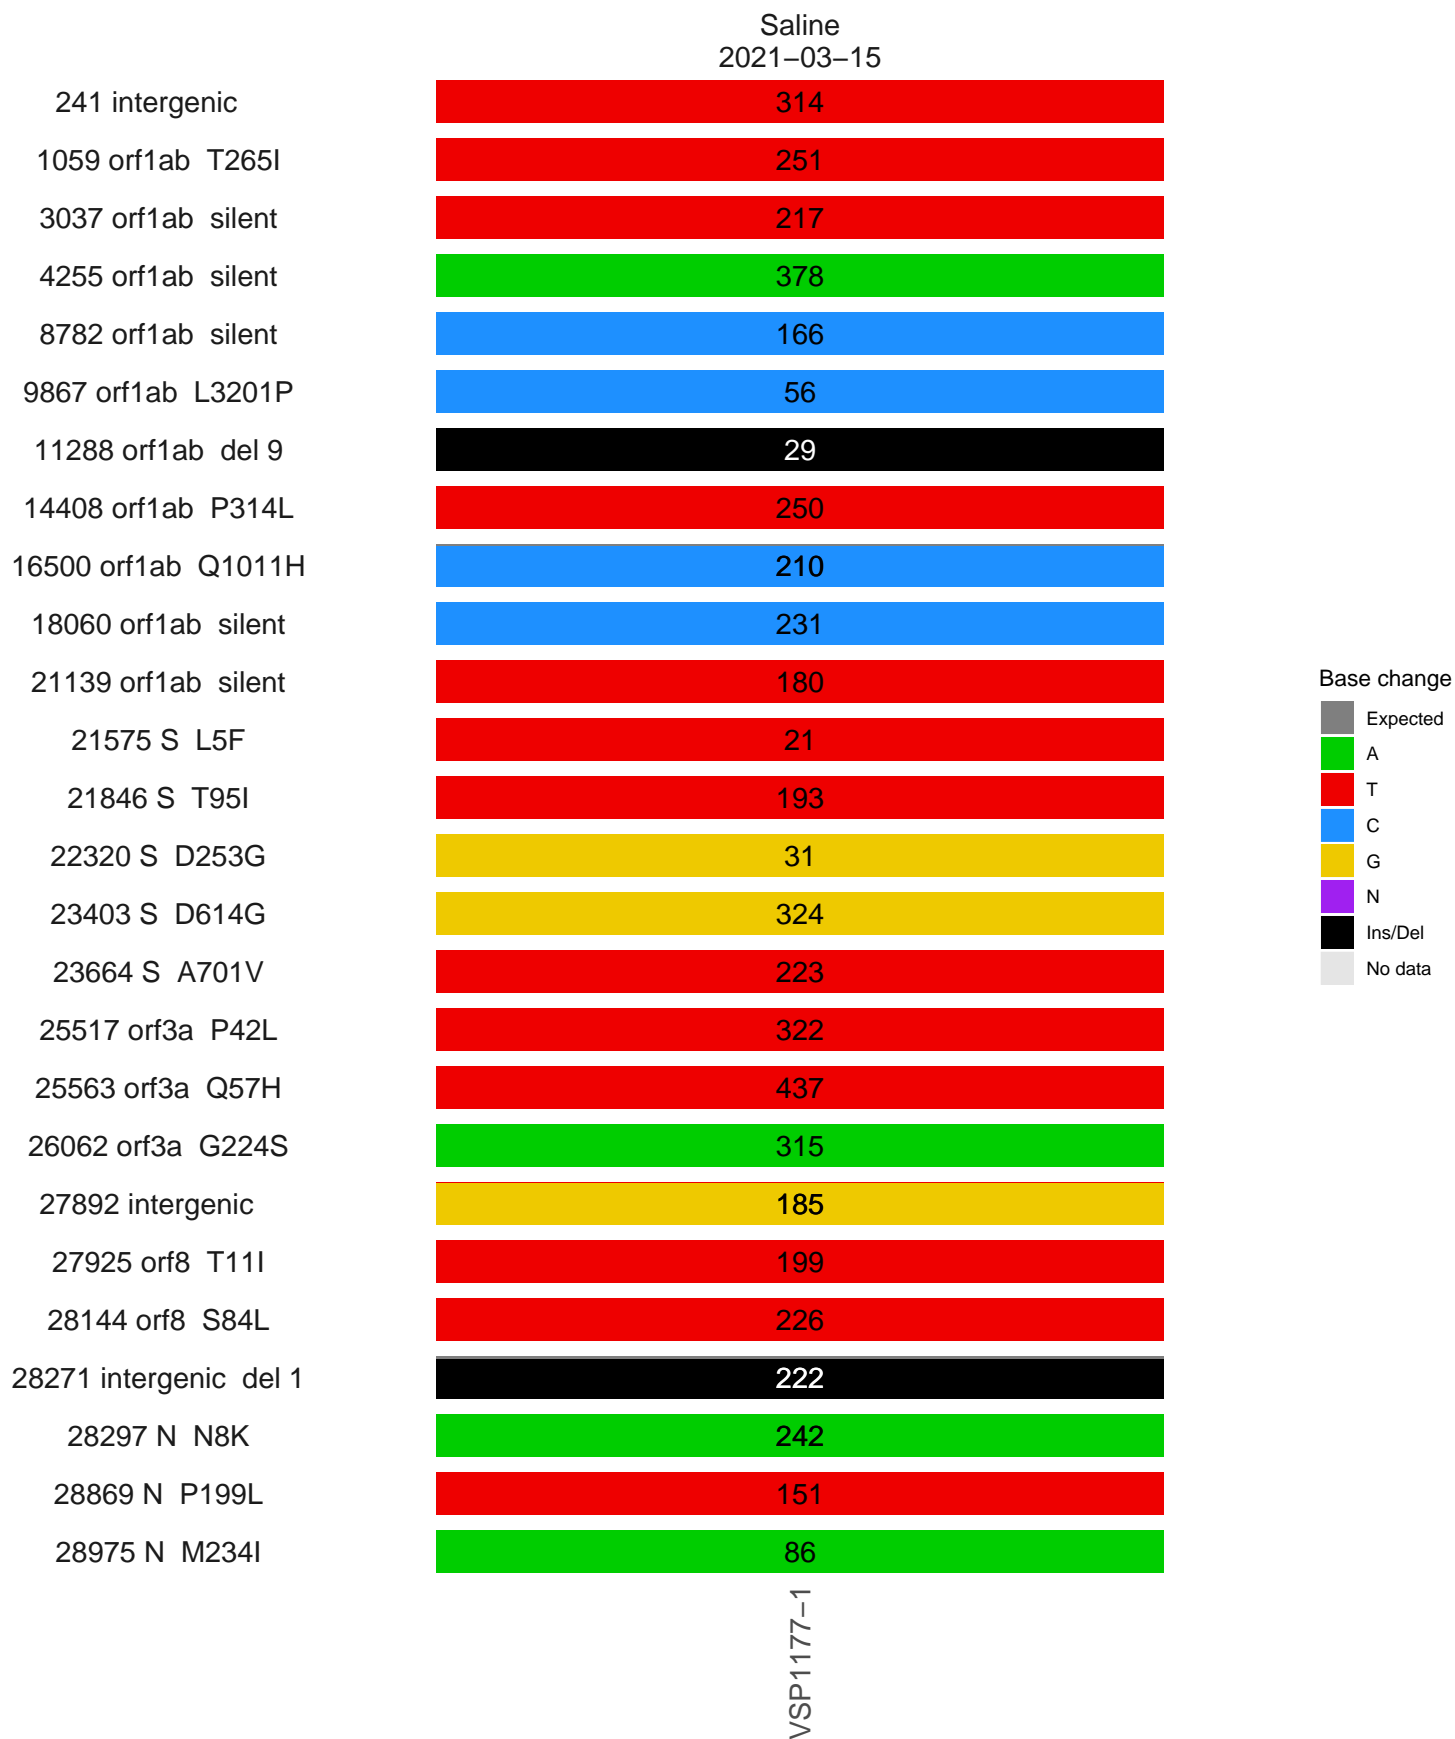 Saline
2021−03−15
241 intergenic 314
1059 orf1ab T265I 251
3037 orf1ab silent 217
4255 orf1ab silent 378
8782 orf1ab silent 166
9867 orf1ab L3201P 56
11288 orf1ab del 9 29
14408 orf1ab P314L 250
16500 orf1ab Q1011H 210
18060 orf1ab silent 231
21139 orf1ab silent 180
21575 S L5F 21
21846 S T95I 193
22320 S D253G 31
23403 S D614G 324
23664 S A701V 223
25517 orf3a P42L 322
25563 orf3a Q57H 437
26062 orf3a G224S 315
27892 intergenic 185
27925 orf8 T11I 199
28144 orf8 S84L 226
28271 intergenic del 1 222
28297 N N8K 242
28869 N P199L 151
28975 N M234I 86
VSP1177−1
Base change
Expected
A
T
C
G
N
Ins/Del
No data